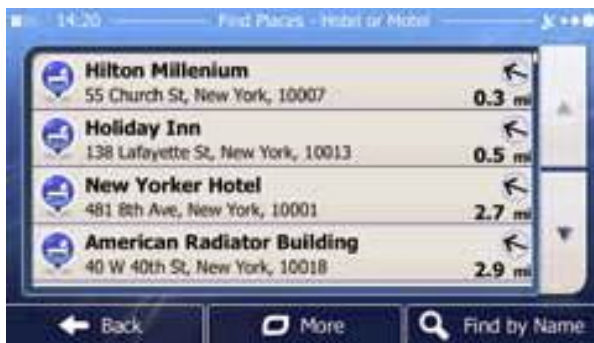 14:20 Find Places - Hotel or Motel
Hilton Millenium
55 Church St, New York, 10007
0.3 mi
Holiday Inn
138 Lafayette St, New York, 10013
0.5 mi
New Yorker Hotel
481 8th Ave, New York, 10001
2.7 mi
American Radiator Building
40 W 40th St, New York, 10018
2.9 mi
Back More Find by Name